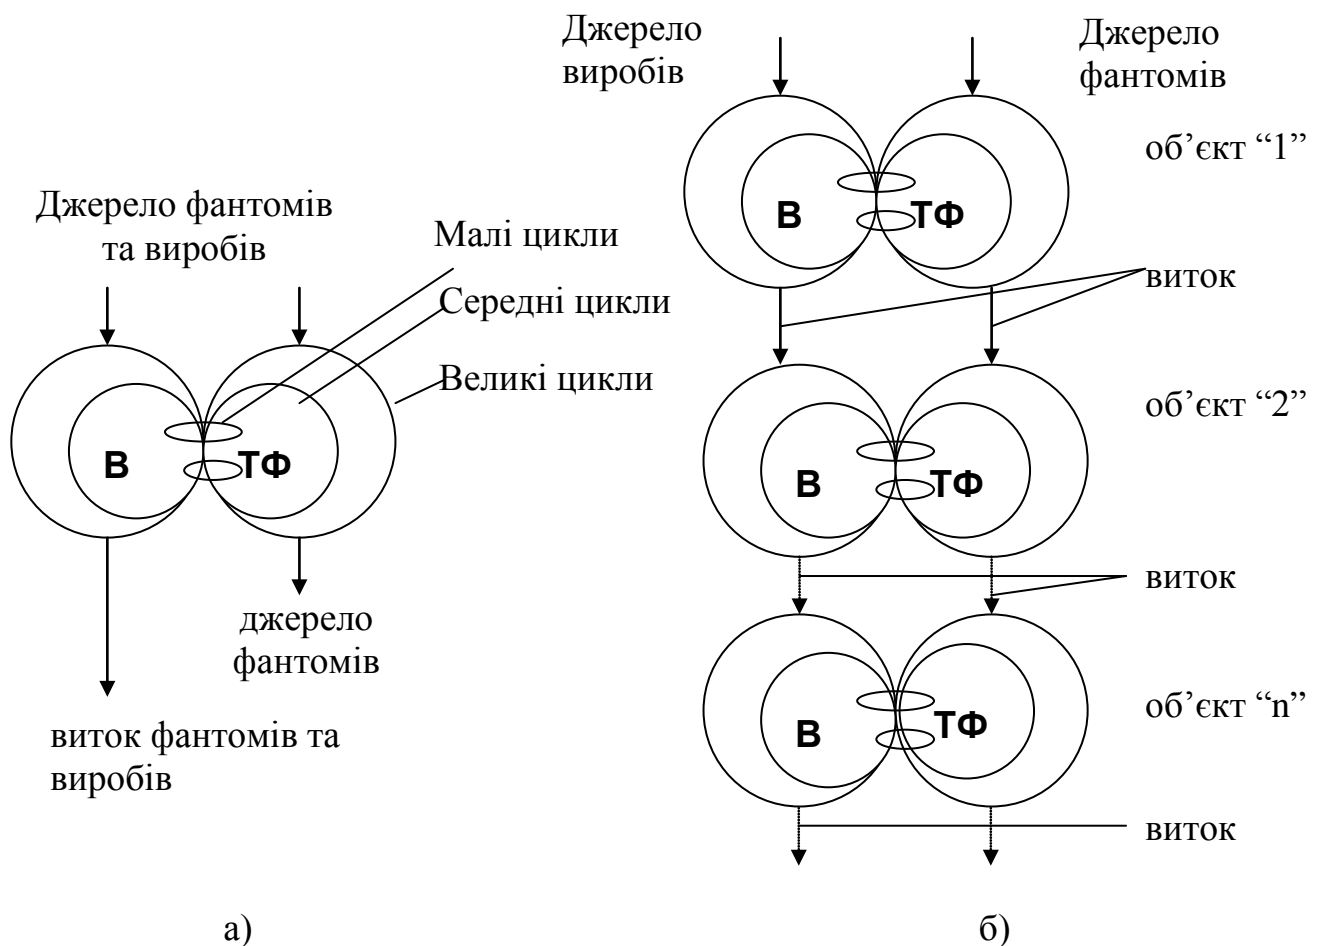 Джерело фантомів
та виробів
Малі цикли
Середні цикли
Великі цикли
В
ТФ
джерело
фантомів
виток фантомів та
виробів
а)
Джерело
виробів
Джерело
фантомів
об’єкт “1”
В
ТФ
виток
об’єкт “2”
В
ТФ
виток
об’єкт “n”
В
ТФ
виток
б)